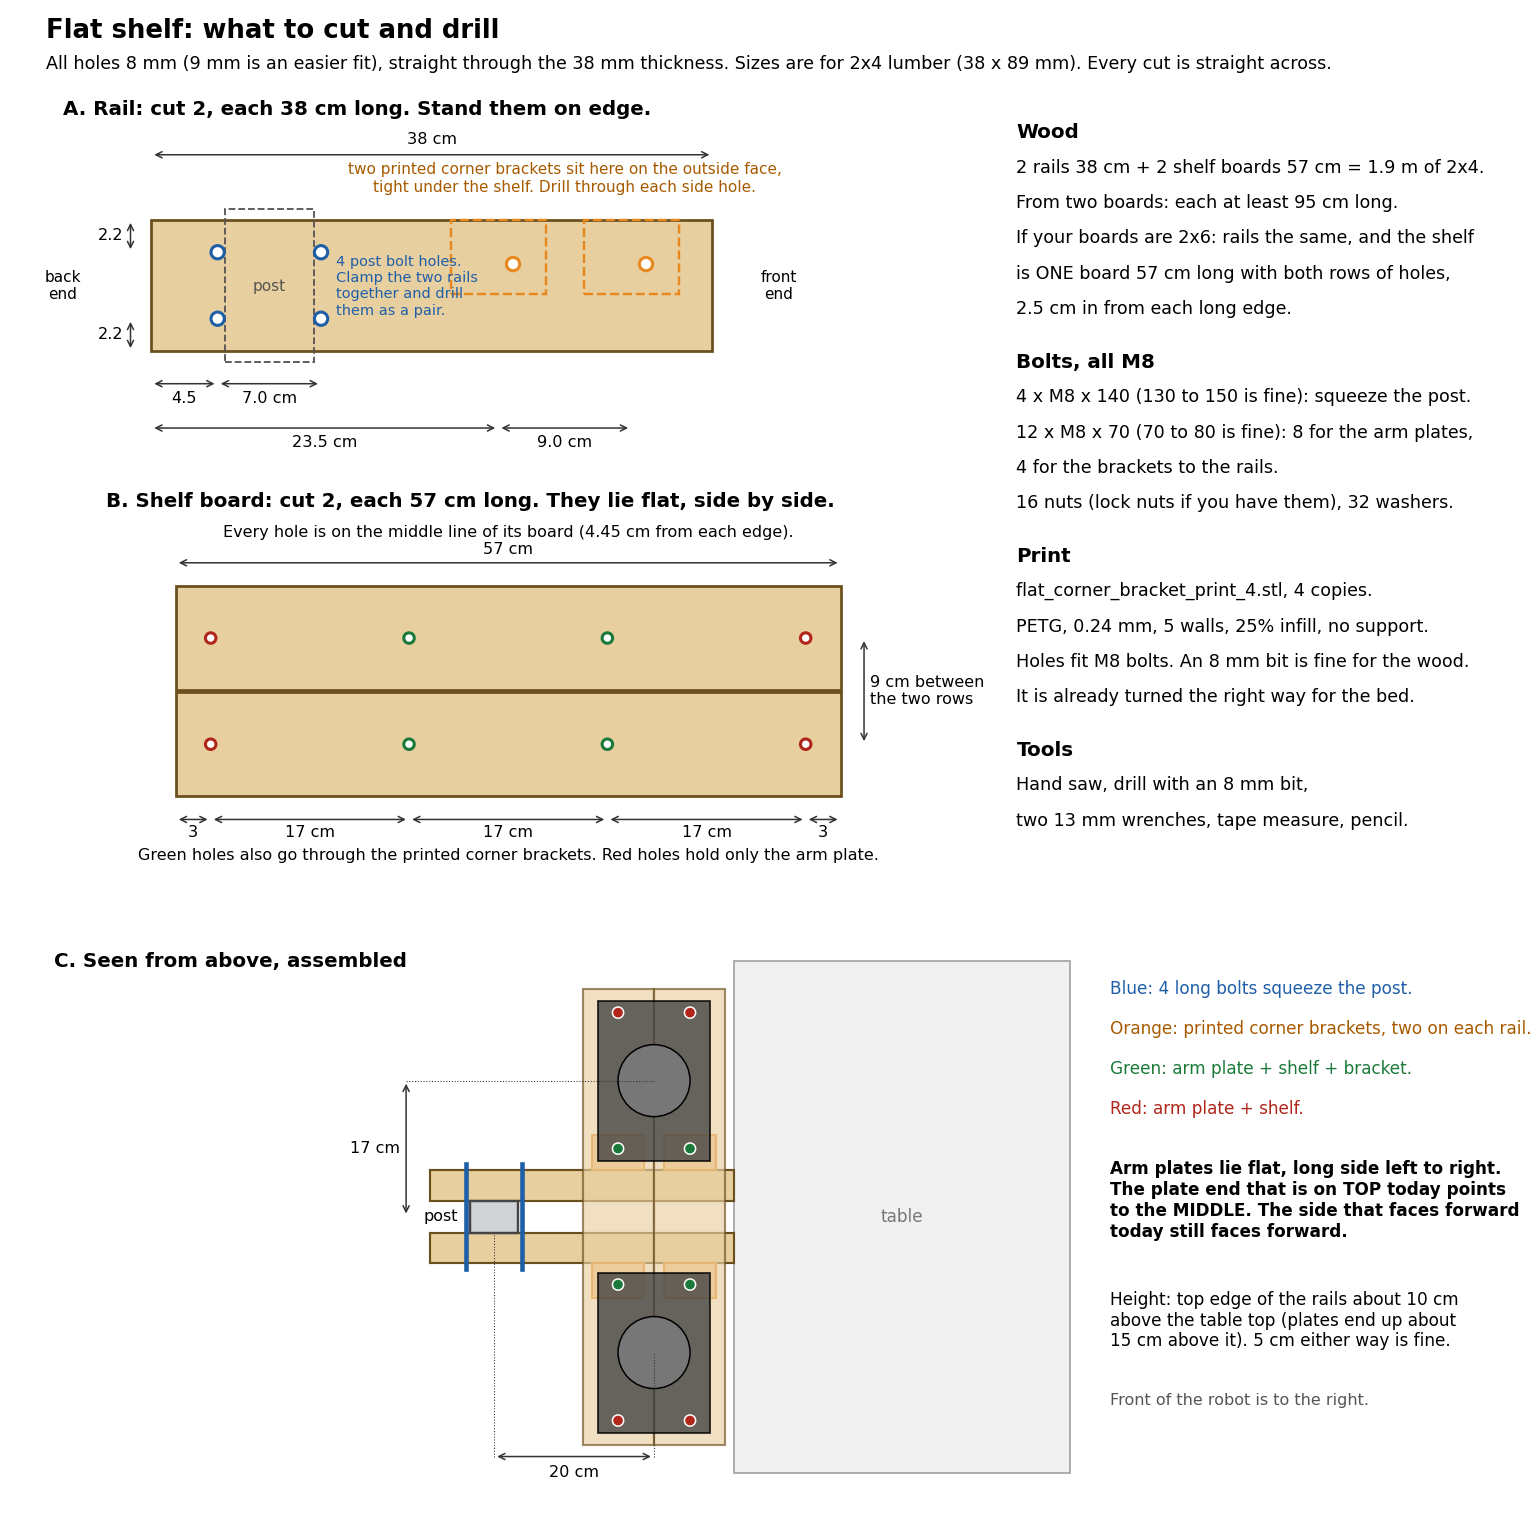 Flat shelf: what to cut and drill
All holes 8 mm (9 mm is an easier fit), straight through the 38 mm thickness. Sizes are for 2x4 lumber (38 x 89 mm). Every cut is straight across.
A. Rail: cut 2, each 38 cm long. Stand them on edge.
38 cm
two printed corner brackets sit here on the outside face,
tight under the shelf. Drill through each side hole.
2.2
back
end
post
4 post bolt holes.
Clamp the two rails
together and drill
them as a pair.
front
end
2.2
4.5
7.0 cm
23.5 cm
9.0 cm
B. Shelf board: cut 2, each 57 cm long. They lie flat, side by side.
Every hole is on the middle line of its board (4.45 cm from each edge).
57 cm
9 cm between
the two rows
3
17 cm
17 cm
17 cm
3
Green holes also go through the printed corner brackets. Red holes hold only the arm plate.
Wood
2 rails 38 cm + 2 shelf boards 57 cm = 1.9 m of 2x4.
From two boards: each at least 95 cm long.
If your boards are 2x6: rails the same, and the shelf
is ONE board 57 cm long with both rows of holes,
2.5 cm in from each long edge.
Bolts, all M8
4 x M8 x 140 (130 to 150 is fine): squeeze the post.
12 x M8 x 70 (70 to 80 is fine): 8 for the arm plates,
4 for the brackets to the rails.
16 nuts (lock nuts if you have them), 32 washers.
Print
flat_corner_bracket_print_4.stl, 4 copies.
PETG, 0.24 mm, 5 walls, 25% infill, no support.
Holes fit M8 bolts. An 8 mm bit is fine for the wood.
It is already turned the right way for the bed.
Tools
Hand saw, drill with an 8 mm bit,
two 13 mm wrenches, tape measure, pencil.
C. Seen from above, assembled
17 cm
post
table
20 cm
Blue: 4 long bolts squeeze the post.
Orange: printed corner brackets, two on each rail.
Green: arm plate + shelf + bracket.
Red: arm plate + shelf.
Arm plates lie flat, long side left to right.
The plate end that is on TOP today points
to the MIDDLE. The side that faces forward
today still faces forward.
Height: top edge of the rails about 10 cm
above the table top (plates end up about
15 cm above it). 5 cm either way is fine.
Front of the robot is to the right.